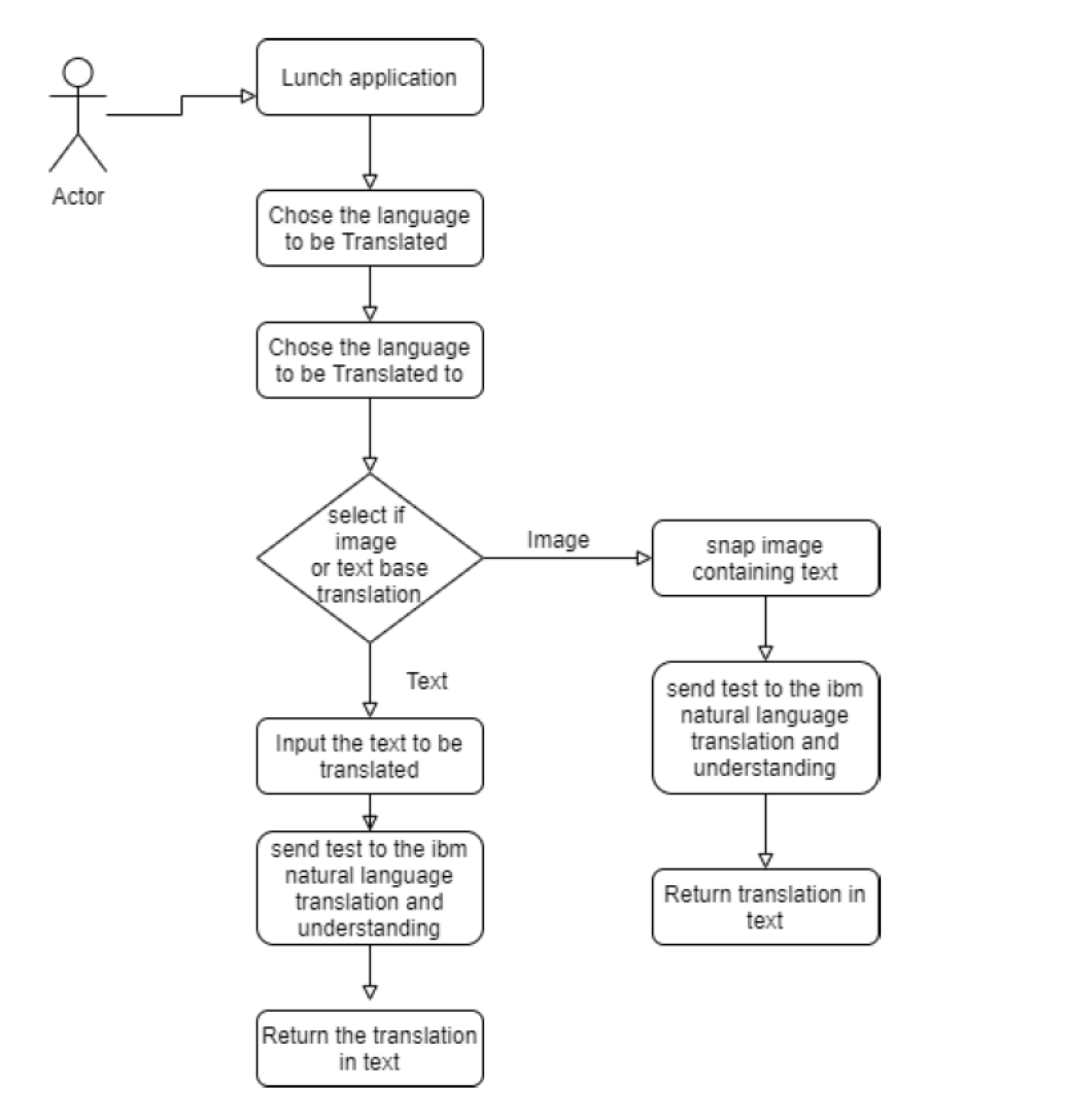 Lunch application
Actor
Chose the language
to be Translated
Chose the language
to be Translated to
select if
image
or text base
translation
Image
snap image
containing text
Text
send test to the ibm
natural language
translation and
understanding
Input the text to be
translated
send test to the ibm
natural language
translation and
understanding
Return translation in
text
Return the translation
in text